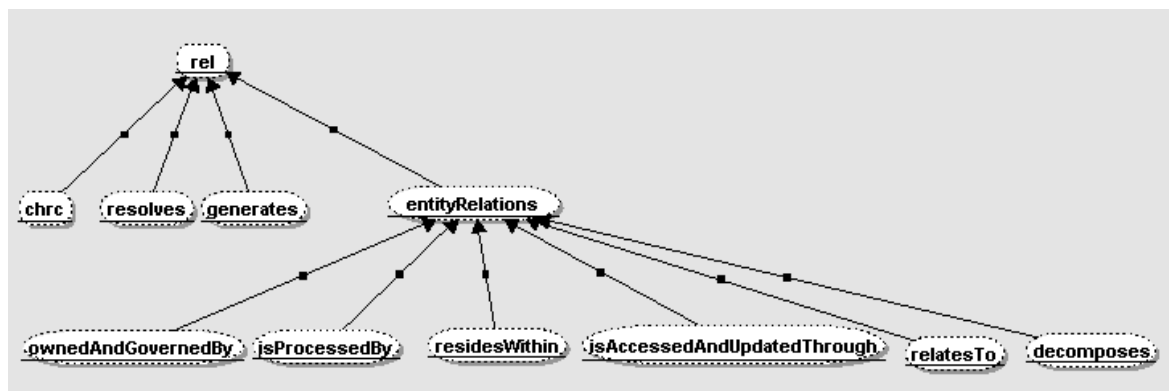 rel
chrc
resolves
generates
entityRelations
ownedAndGovernedBy
isProcessedBy
residesWithin
isAccessedAndUpdatedThrough
relatesTo
decomposes